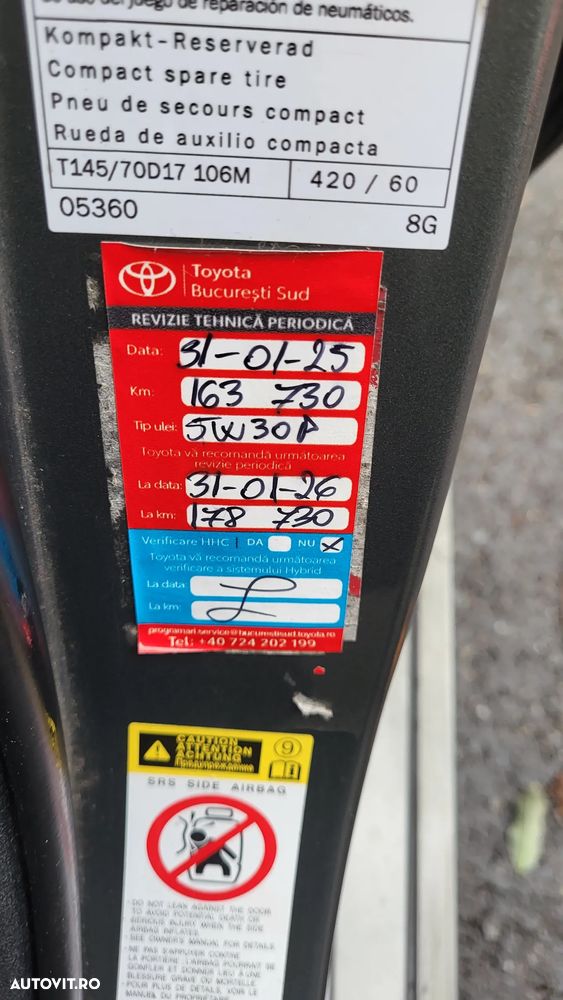 de uso del juego de reparación de neumáticos.
Kompakt-Reserverad
Compact spare tire
Pneu de secours compact
Rueda de auxilio compacta
T145/70D17 106M 420 / 60
05360 8G
Toyota
București Sud
REVIZIE TEHNICĂ PERIODICĂ
Data: 31-01-25
Km: 163 730
Tip ulei: 5W30P
Toyota vă recomandă următoarea
revizie periodică
La data: 31-01-26
La km: 178 730
Verificare HHC | DA NU X
Toyota vă recomandă următoarea
verificare a sistemului Hybrid
La data:
La km:
programari.service@bucurestisud.toyota.ro
Tel.: +40 724 202 199
CAUTION
ATTENTION
ACHTUNG
Предупреждение
9
SRS SIDE AIRBAG
- DO NOT LEAN AGAINST THE DOOR
TO AVOID POTENTIAL DEATH OR
SERIOUS INJURY WHEN THE SIDE
AIRBAG INFLATES.
- SEE OWNER'S MANUAL FOR DETAILS.
- NE PAS S'APPUYER CONTRE
LA PORTIERE. L'AIRBAG POURRAIT SE
GONFLER ET DONNER LIEU À UNE
BLESSURE GRAVE OU MORTELLE.
- POUR PLUS DE DETAILS, VOIR LE
MANUEL DU PROPRIETAIRE.
AUTOVIT.RO